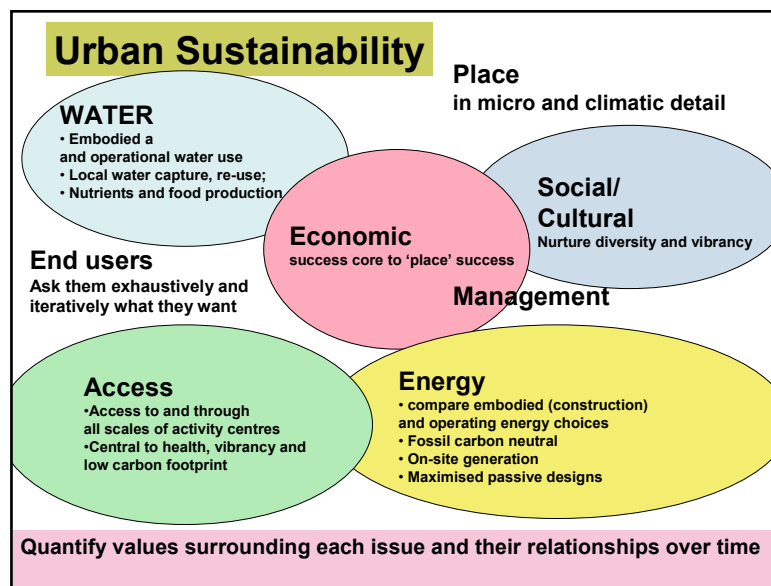 Urban Sustainability
Place
in micro and climatic detail
WATER
• Embodied a
and operational water use
• Local water capture, re-use;
• Nutrients and food production
Social/
Cultural
Nurture diversity and vibrancy
Economic
success core to ‘place’ success
End users
Ask them exhaustively and
iteratively what they want
Management
Access
•Access to and through
all scales of activity centres
•Central to health, vibrancy and
low carbon footprint
Energy
• compare embodied (construction)
and operating energy choices
• Fossil carbon neutral
• On-site generation
• Maximised passive designs
Quantify values surrounding each issue and their relationships over time